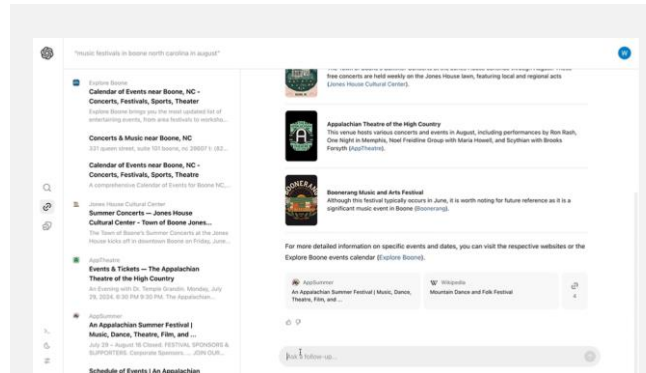 "music festivals in boone north carolina in august"
W
Explore Boone
Calendar of Events near Boone, NC -
Concerts, Festivals, Sports, Theater
Explore Boone brings you the most updated list of
entertaining events, from area festivals to worksho...
Concerts & Music near Boone, NC
331 queen street, suite 101 boone, nc 28607 t: (82...
Calendar of Events near Boone, NC -
Concerts, Festivals, Sports, Theater
A comprehensive Calendar of Events for Boone NC,...
Jones House Cultural Center
Summer Concerts — Jones House
Cultural Center - Town of Boone Jones...
The Town of Boone's Summer Concerts at the Jones
House kicks off in downtown Boone on Friday, June...
AppTheatre
Events & Tickets — The Appalachian
Theatre of the High Country
An Evening with Dr. Temple Grandin. Monday, July
29, 2024. 6:30 PM 9:30 PM. The Appalachian...
AppSummer
An Appalachian Summer Festival |
Music, Dance, Theatre, Film, and ...
July 29 – August 16 Closed. FESTIVAL SPONSORS &
SUPPORTERS. Corporate Sponsors. ... JOIN OUR...
Schedule of Events | An Appalachian
free concerts are held weekly on the Jones House lawn, featuring local and regional acts
(Jones House Cultural Center).
Appalachian Theatre of the High Country
This venue hosts various concerts and events in August, including performances by Ron Rash,
One Night in Memphis, Noel Freidline Group with Maria Howell, and Scythian with Brooks
Forsyth (AppTheatre).
BOONERANG
Boonerang Music and Arts Festival
Although this festival typically occurs in June, it is worth noting for future reference as it is a
significant music event in Boone (Boonerang).
For more detailed information on specific events and dates, you can visit the respective websites or the
Explore Boone events calendar (Explore Boone).
AppSummer
An Appalachian Summer Festival | Music, Dance,
Theatre, Film, and ...
W Wikipedia
Mountain Dance and Folk Festival
Ask a follow-up...